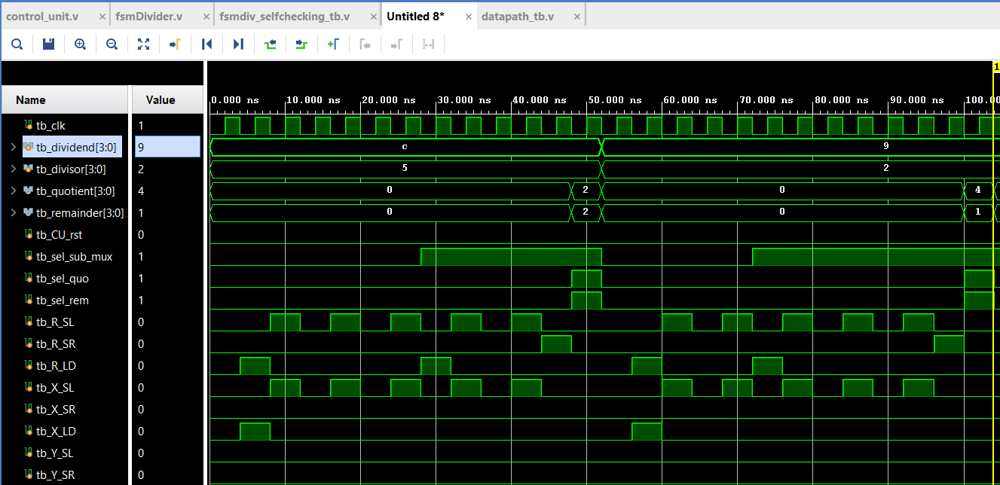 control_unit.v × fsmDivider.v × fsmdiv_selfchecking_tb.v × Untitled 8* × datapath_tb.v ×
1
Name Value 0.000 ns 10.000 ns 20.000 ns 30.000 ns 40.000 ns 50.000 ns 60.000 ns 70.000 ns 80.000 ns 90.000 ns 100.00
tb_clk 1
tb_dividend[3:0] 9 c 9
tb_divisor[3:0] 2 5 2
tb_quotient[3:0] 4 0 2 0 4
tb_remainder[3:0] 1 0 2 0 1
tb_CU_rst 0
tb_sel_sub_mux 1
tb_sel_quo 1
tb_sel_rem 1
tb_R_SL 0
tb_R_SR 0
tb_R_LD 0
tb_X_SL 0
tb_X_SR 0
tb_X_LD 0
tb_Y_SL 0
tb_Y_SR 0